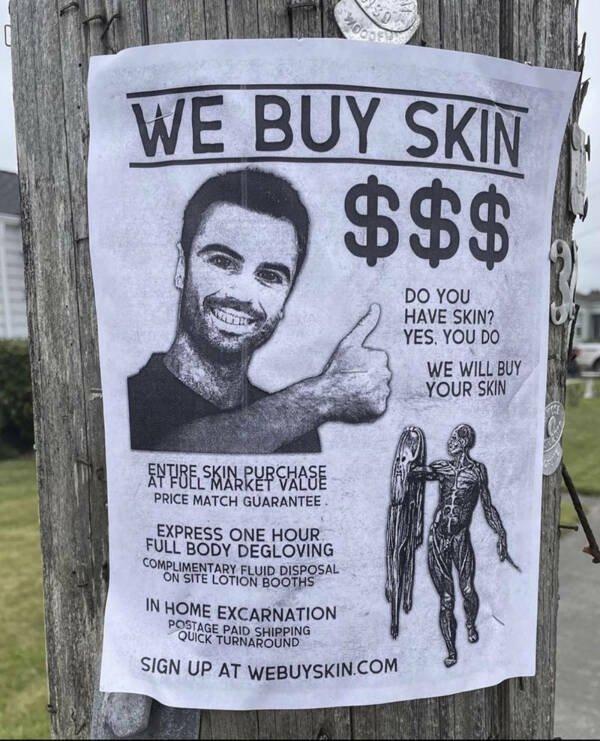 WE BUY SKIN
$$$
DO YOU
HAVE SKIN?
YES, YOU DO
WE WILL BUY
YOUR SKIN
ENTIRE SKIN PURCHASE
AT FULL MARKET VALUE
PRICE MATCH GUARANTEE
EXPRESS ONE HOUR
FULL BODY DEGLOVING
COMPLIMENTARY FLUID DISPOSAL
ON SITE LOTION BOOTHS
IN HOME EXCARNATION
POSTAGE PAID SHIPPING
QUICK TURNAROUND
SIGN UP AT WEBUYSKIN.COM